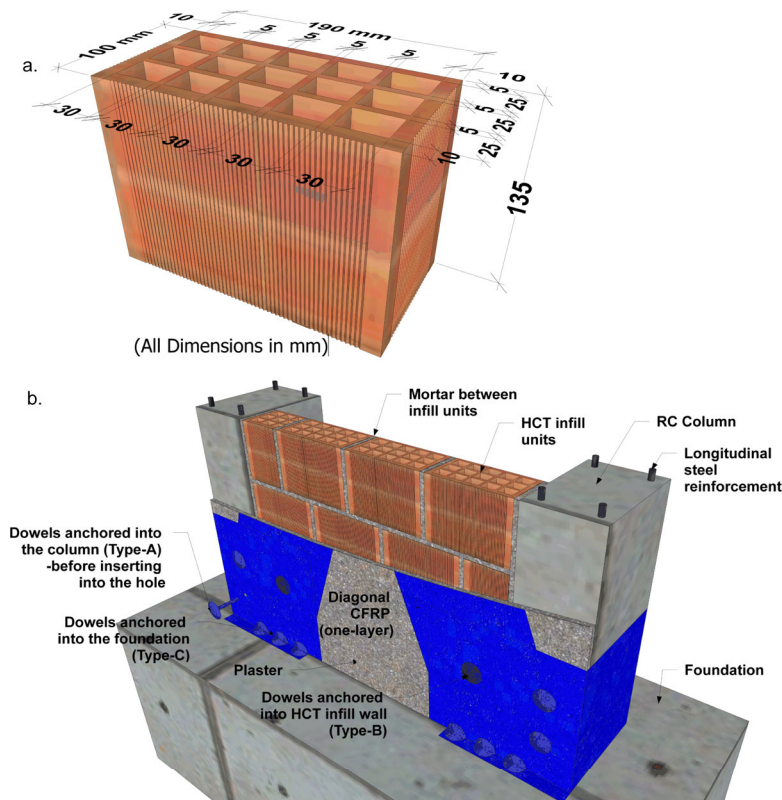 a.
10
190 mm
100 mm
5
5
5
5
10
5
25
5
25
5
25
10
30
30
30
30
30
135
(All Dimensions in mm)
b.
Mortar between
infill units
HCT infill
units
RC Column
Longitudinal
steel
reinforcement
Dowels anchored into
the column (Type-A)
-before inserting
into the hole
Dowels anchored
into the foundation
(Type-C)
Plaster
Diagonal
CFRP
(one-layer)
Dowels anchored
into HCT infill wall
(Type-B)
Foundation